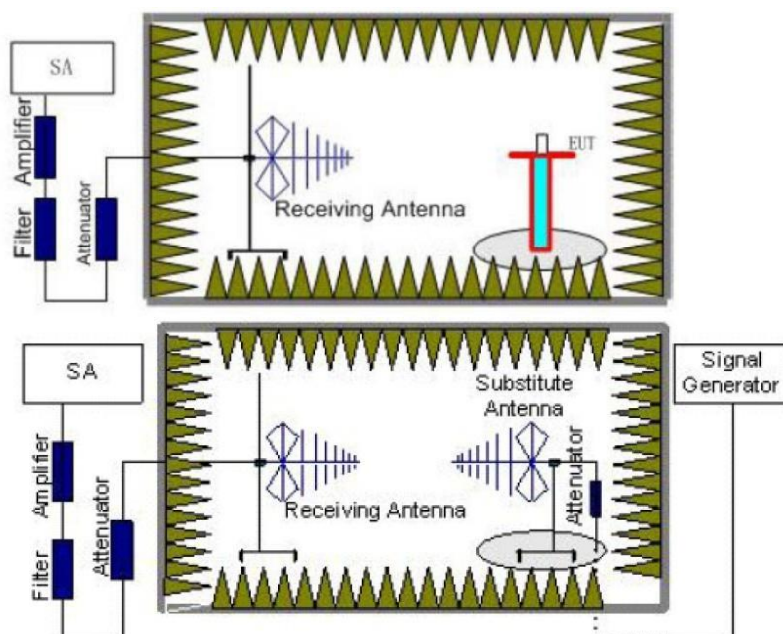 SA
Amplifier
Filter
Attenuator
EUT
Receiving Antenna
SA
Amplifier
Filter
Attenuator
Receiving Antenna
Substitute
Antenna
Attenuator
Signal
Generator